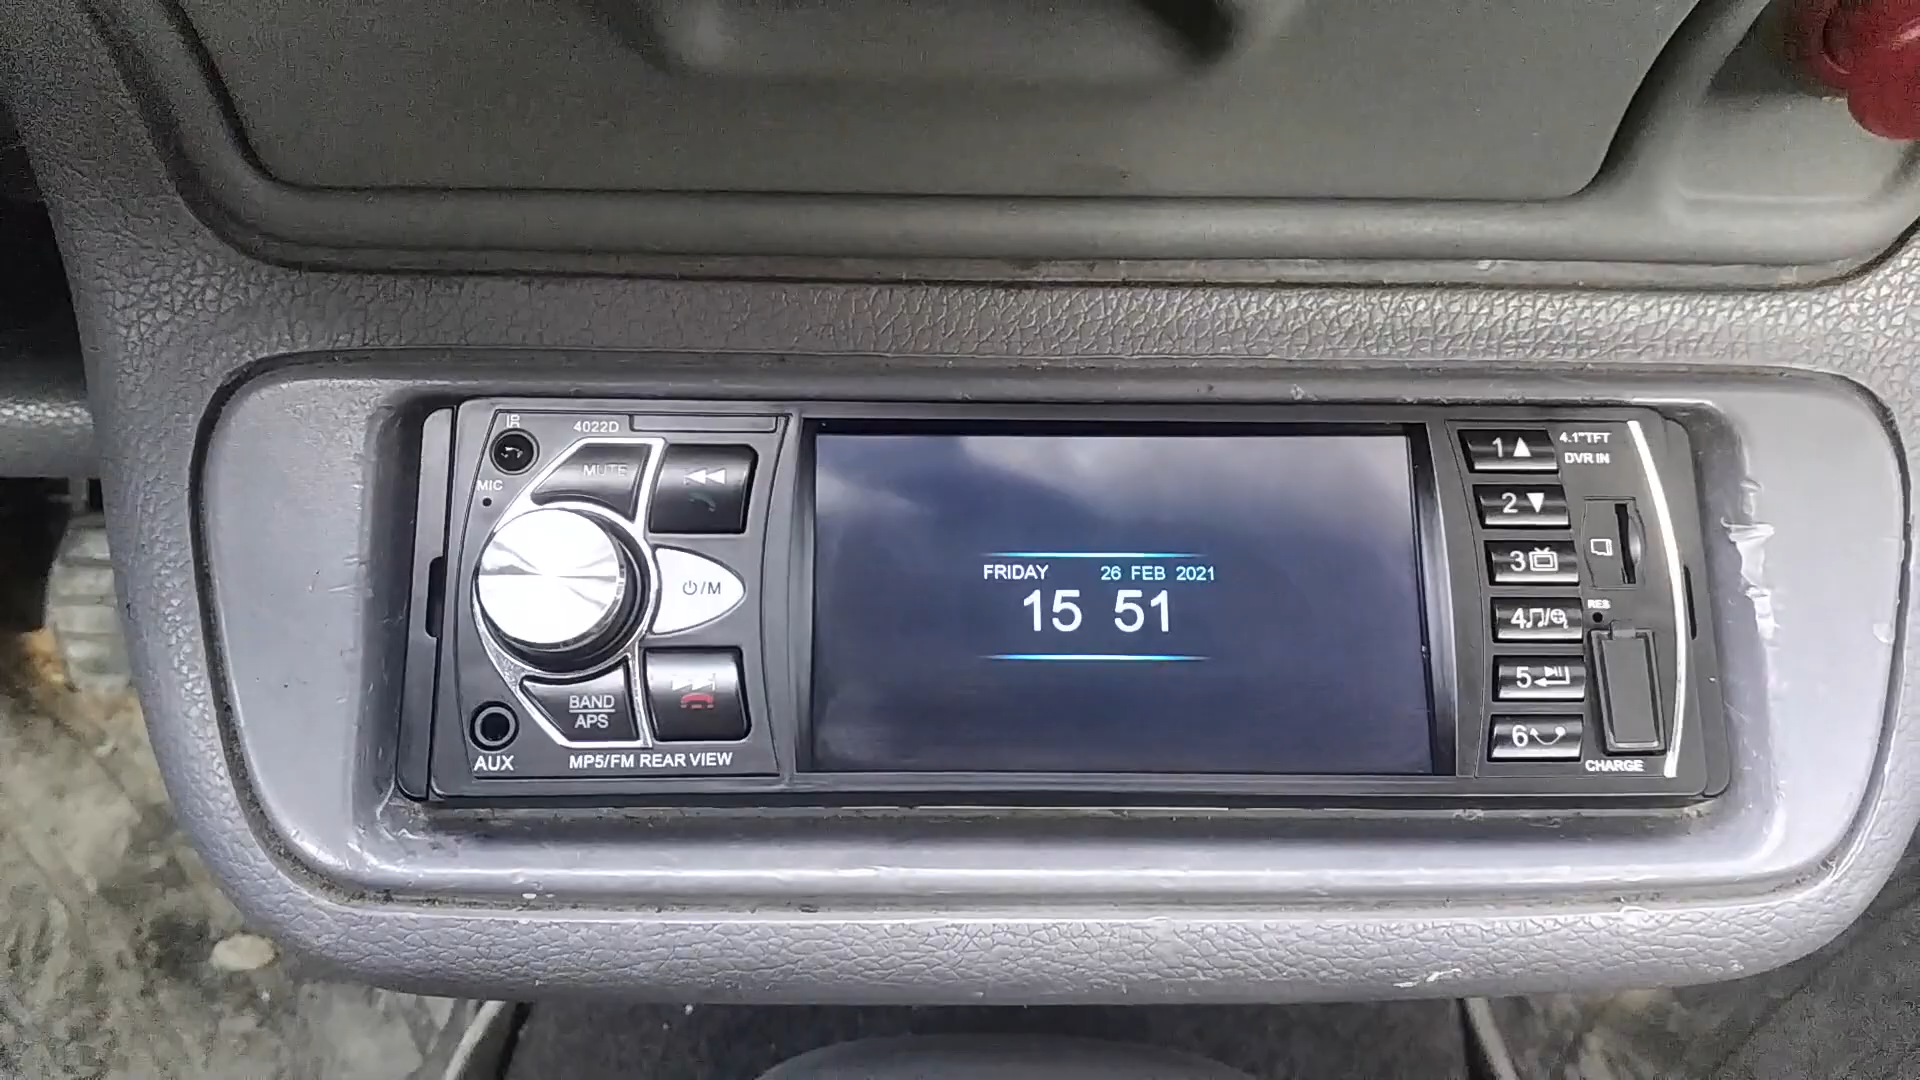 IR
4022D
MUTE
MIC
⏻/M
BAND
APS
AUX
MP5/FM REAR VIEW
FRIDAY 26 FEB 2021
15 51
1▲
2▼
3
4♫/
5
6
4.1"TFT
DVR IN
RES
CHARGE